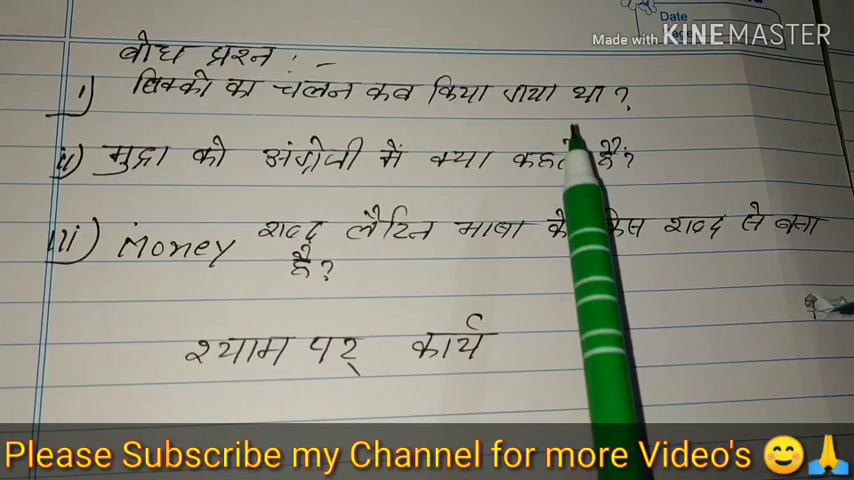 Date
Made with KINEMASTER
बोध प्रश्न :
i) सिक्को का चलन कब किया गया था?
ii) मुद्रा को अंग्रेजी में क्या कहते हैं?
iii) Money शब्द लैटिन भाषा के किस शब्द से बना
है?
श्याम पट् कार्य
Please Subscribe my Channel for more Video's 😊🙏